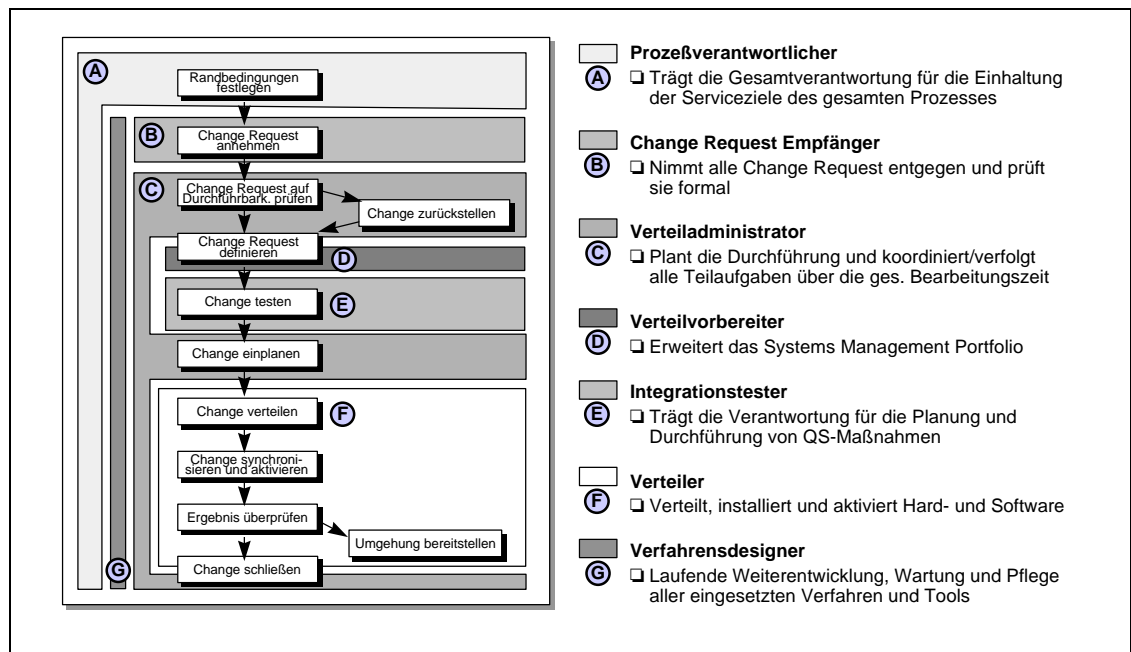 A
Randbedingungen
festlegen
B
Change Request
annehmen
C
Change Request auf
Durchführbark. prüfen
Change zurückstellen
Change Request
definieren
D
Change testen
E
Change einplanen
Change verteilen
F
Change synchroni-
sieren und aktivieren
Ergebnis überprüfen
Umgehung bereitstellen
Change schließen
G
Prozeßverantwortlicher
A ❏ Trägt die Gesamtverantwortung für die Einhaltung
der Serviceziele des gesamten Prozesses
Change Request Empfänger
B ❏ Nimmt alle Change Request entgegen und prüft
sie formal
Verteiladministrator
C ❏ Plant die Durchführung und koordiniert/verfolgt
alle Teilaufgaben über die ges. Bearbeitungszeit
Verteilvorbereiter
D ❏ Erweitert das Systems Management Portfolio
Integrationstester
E ❏ Trägt die Verantwortung für die Planung und
Durchführung von QS-Maßnahmen
Verteiler
F ❏ Verteilt, installiert und aktiviert Hard- und Software
Verfahrensdesigner
G ❏ Laufende Weiterentwicklung, Wartung und Pflege
aller eingesetzten Verfahren und Tools